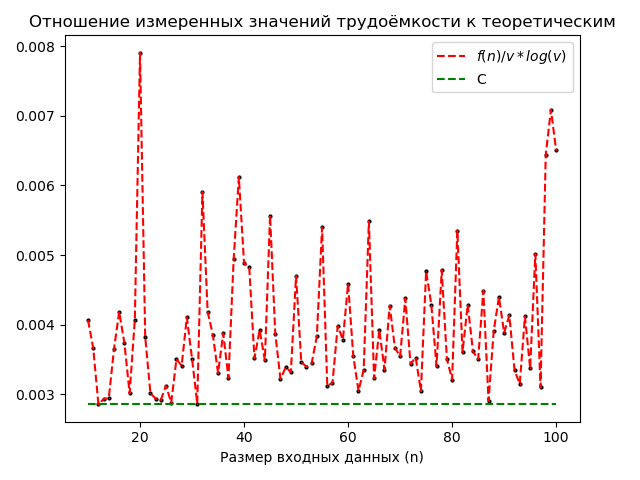 Отношение измеренных значений трудоёмкости к теоретическим
f(n)/v * log(v)
C
0.008
0.007
0.006
0.005
0.004
0.003
20 40 60 80 100
Размер входных данных (n)